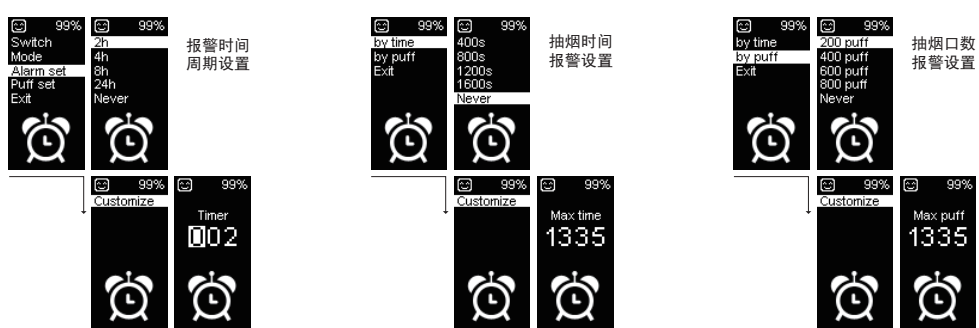 99%
Switch
Mode
Alarm set
Puff set
Exit
99%
2h
4h
8h
24h
Never
报警时间
周期设置
99%
Customize
99%
Timer
002
99%
by time
by puff
Exit
99%
400s
800s
1200s
1600s
Never
抽烟时间
报警设置
99%
Customize
99%
Max time
1335
99%
by time
by puff
Exit
99%
200 puff
400 puff
600 puff
800 puff
Never
抽烟口数
报警设置
99%
Customize
99%
Max puff
1335